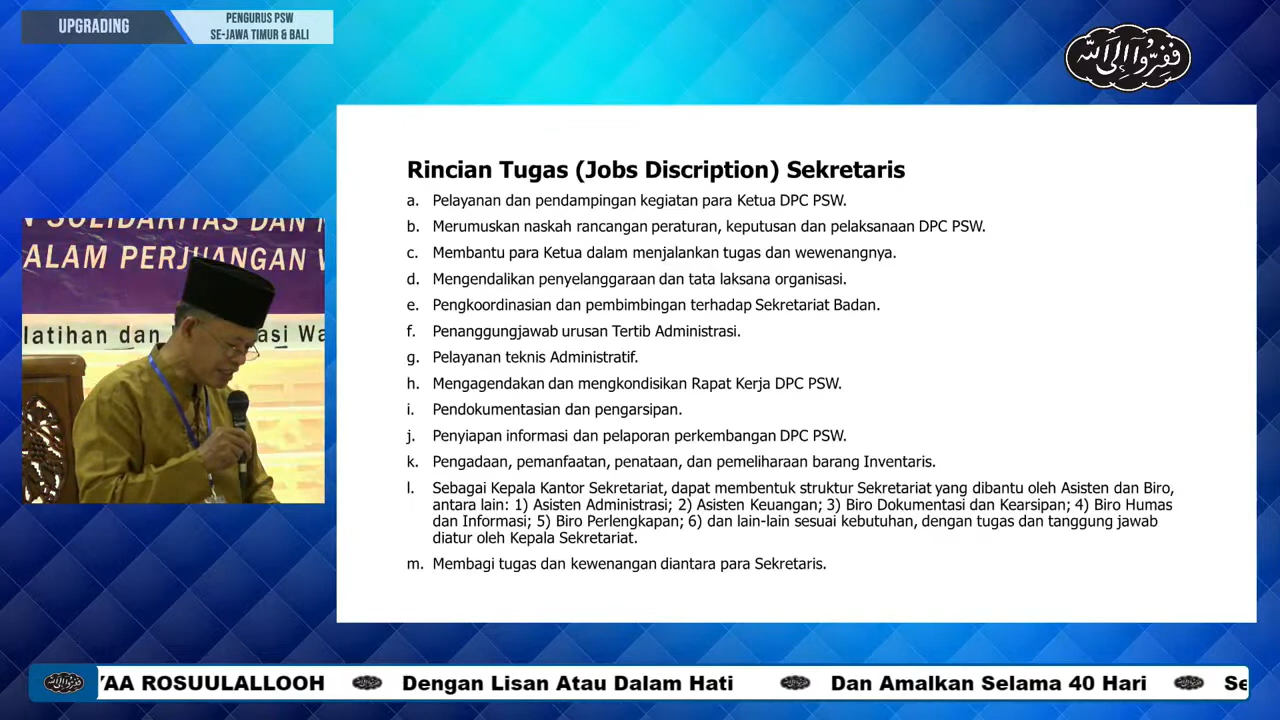 UPGRADING
PENGURUS PSW
SE-JAWA TIMUR & BALI
فَفِرُّوْآ اِلَى اللّٰه
SOLIDARITAS DAN
ALAM PERJUANGAN
latihan dan
asi Wa
Rincian Tugas (Jobs Discription) Sekretaris
a. Pelayanan dan pendampingan kegiatan para Ketua DPC PSW.
b. Merumuskan naskah rancangan peraturan, keputusan dan pelaksanaan DPC PSW.
c. Membantu para Ketua dalam menjalankan tugas dan wewenangnya.
d. Mengendalikan penyelanggaraan dan tata laksana organisasi.
e. Pengkoordinasian dan pembimbingan terhadap Sekretariat Badan.
f. Penanggungjawab urusan Tertib Administrasi.
g. Pelayanan teknis Administratif.
h. Mengagendakan dan mengkondisikan Rapat Kerja DPC PSW.
i. Pendokumentasian dan pengarsipan.
j. Penyiapan informasi dan pelaporan perkembangan DPC PSW.
k. Pengadaan, pemanfaatan, penataan, dan pemeliharaan barang Inventaris.
l. Sebagai Kepala Kantor Sekretariat, dapat membentuk struktur Sekretariat yang dibantu oleh Asisten dan Biro,
antara lain: 1) Asisten Administrasi; 2) Asisten Keuangan; 3) Biro Dokumentasi dan Kearsipan; 4) Biro Humas
dan Informasi; 5) Biro Perlengkapan; 6) dan lain-lain sesuai kebutuhan, dengan tugas dan tanggung jawab
diatur oleh Kepala Sekretariat.
m. Membagi tugas dan kewenangan diantara para Sekretaris.
YAA ROSUULALLOOH Dengan Lisan Atau Dalam Hati Dan Amalkan Selama 40 Hari Se